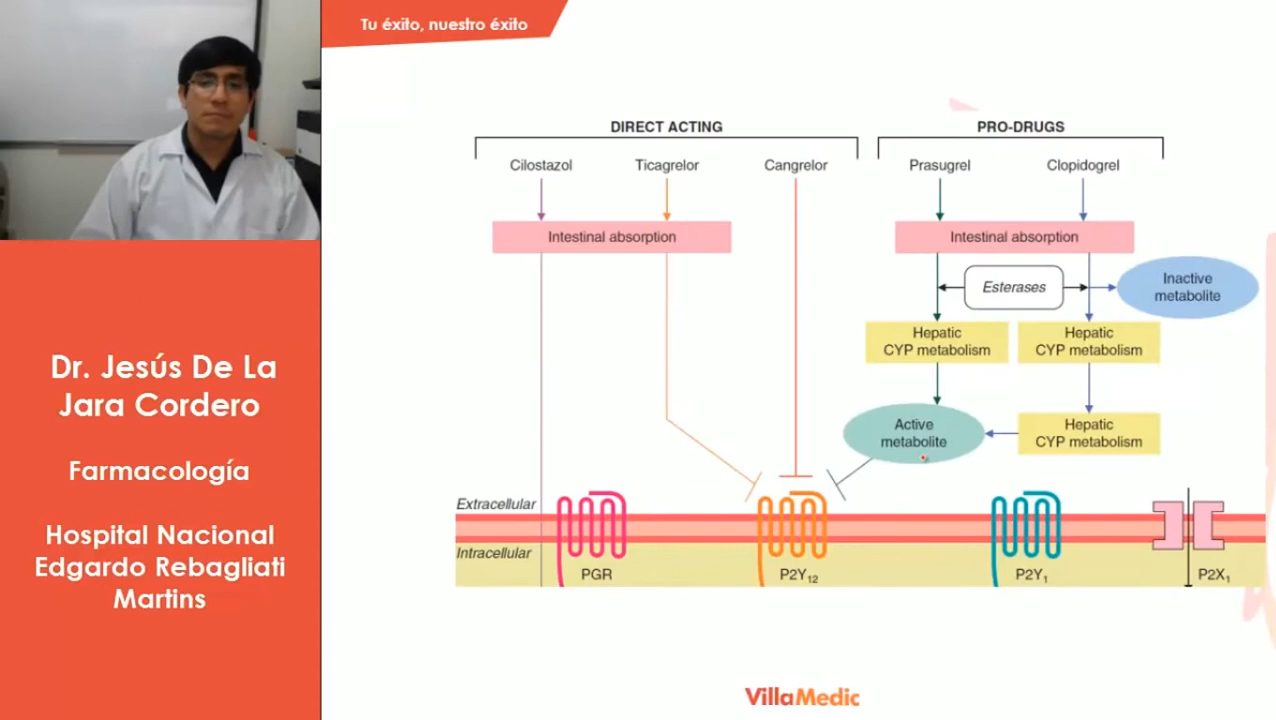 Tu éxito, nuestro éxito
Dr. Jesús De La
Jara Cordero
Farmacología
Hospital Nacional
Edgardo Rebagliati
Martins
DIRECT ACTING
PRO-DRUGS
Cilostazol
Ticagrelor
Cangrelor
Prasugrel
Clopidogrel
Intestinal absorption
Intestinal absorption
Esterases
Inactive
metabolite
Hepatic
CYP metabolism
Hepatic
CYP metabolism
Active
metabolite
Hepatic
CYP metabolism
Extracellular
Intracellular
PGR
P2Y12
P2Y1
P2X1
VillaMedic